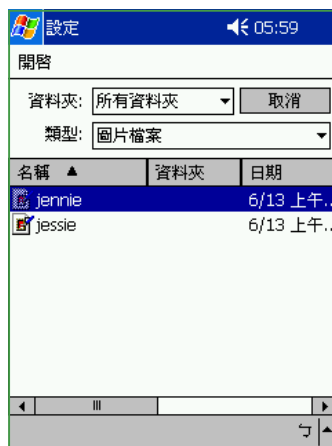 設定 05:59
開啓
資料夾: 所有資料夾 取消
類型: 圖片檔案
名稱 ▲ 資料夾 日期
jennie 6/13 上午..
jessie 6/13 上午..
ㄅ